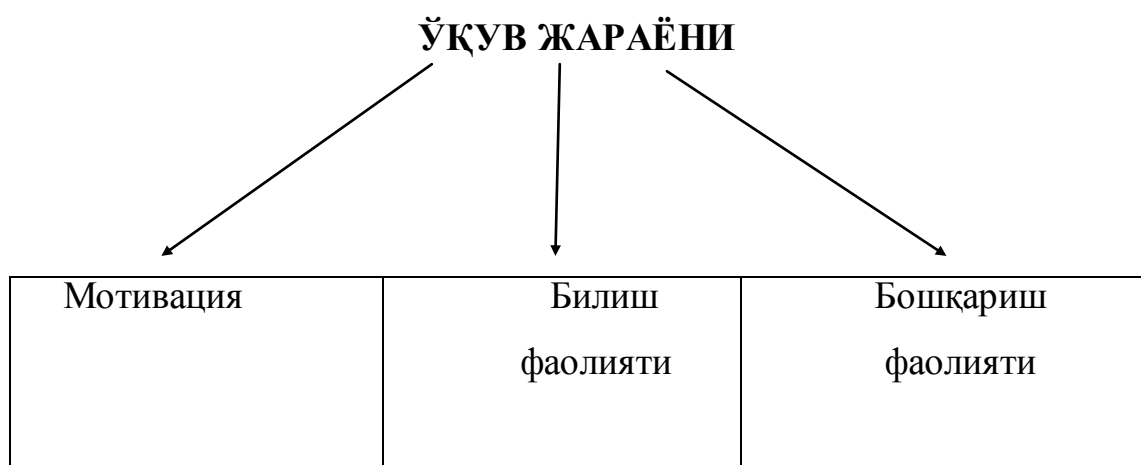 ЎҚУВ ЖАРАЁНИ
Мотивация
Билиш
фаолияти
Бошқариш
фаолияти